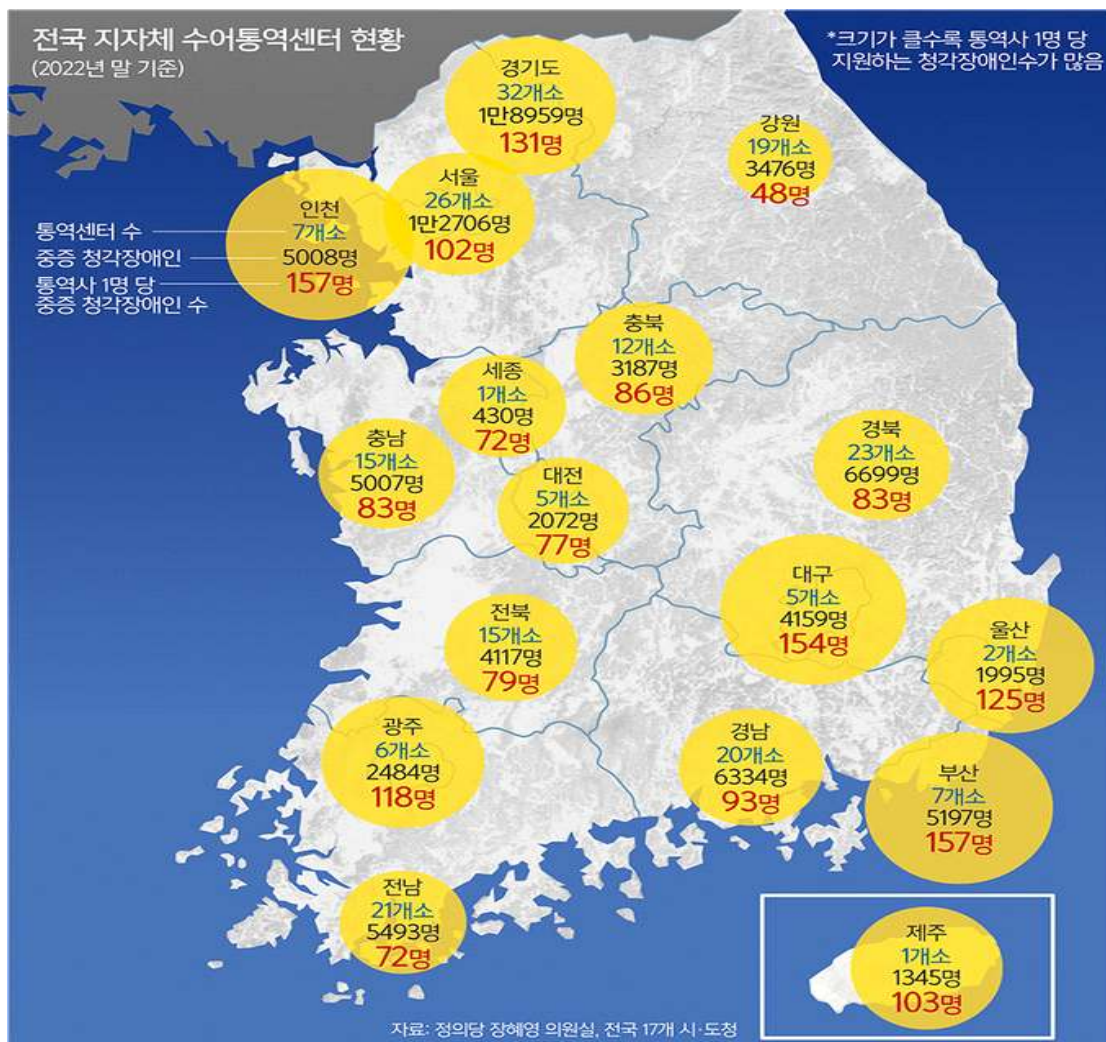 전국 지자체 수어통역센터 현황
(2022년 말 기준)
*크기가 클수록 통역사 1명 당
지원하는 청각장애인수가 많음
경기도
32개소
1만8959명
131명
강원
19개소
3476명
48명
서울
26개소
1만2706명
102명
인천
7개소
5008명
157명
통역센터 수
중증 청각장애인
통역사 1명 당
중증 청각장애인 수
충북
12개소
3187명
86명
세종
1개소
430명
72명
충남
15개소
5007명
83명
대전
5개소
2072명
77명
경북
23개소
6699명
83명
대구
5개소
4159명
154명
전북
15개소
4117명
79명
울산
2개소
1995명
125명
광주
6개소
2484명
118명
경남
20개소
6334명
93명
부산
7개소
5197명
157명
전남
21개소
5493명
72명
제주
1개소
1345명
103명
자료: 정의당 장혜영 의원실, 전국 17개 시·도청